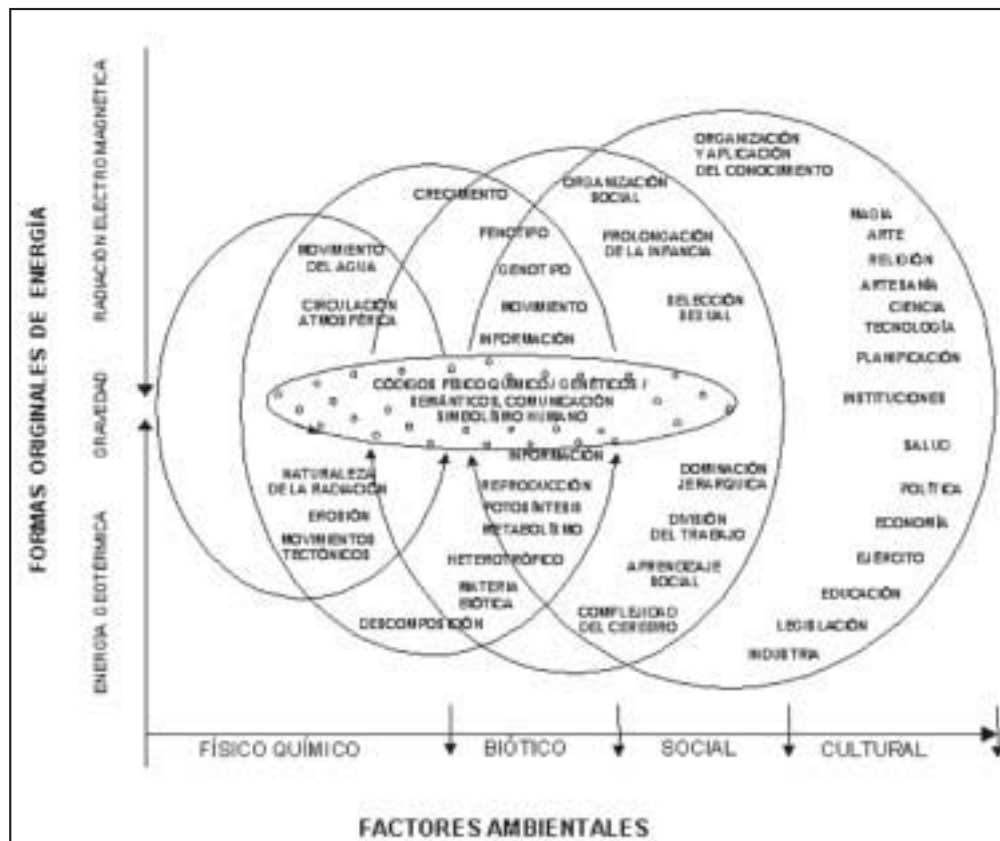 FORMAS ORIGINALES DE ENERGÍA
RADIACIÓN ELECTROMAGNÉTICA
GRAVEDAD
ENERGÍA GEOTÉRMICA
MOVIMIENTO
DEL AGUA
CIRCULACIÓN
ATMOSFÉRICA
NATURALEZA
DE LA RADIACIÓN
EROSIÓN
MOVIMIENTOS
TECTÓNICOS
CRECIMIENTO
FENOTIPO
GENOTIPO
MOVIMIENTO
INFORMACIÓN
CÓDIGOS FÍSICO QUÍMICO / GENÉTICOS /
SEMÁNTICOS, COMUNICACIÓN
SIMBOLISMO HUMANO
INFORMACIÓN
REPRODUCCIÓN
FOTOSÍNTESIS
METABOLISMO
HETEROTRÓFICO
MATERIA
BIÓTICA
DESCOMPOSICIÓN
ORGANIZACIÓN
SOCIAL
PROLONGACIÓN
DE LA INFANCIA
SELECCIÓN
SEXUAL
DOMINACIÓN
JERARQUICA
DIVISIÓN
DEL TRABAJO
APRENDIZAJE
SOCIAL
COMPLEJIDAD
DEL CEREBRO
ORGANIZACIÓN
Y APLICACIÓN
DEL CONOCIMIENTO
MAGIA
ARTE
RELIGIÓN
ARTESANÍA
CIENCIA
TECNOLOGÍA
PLANIFICACIÓN
INSTITUCIONES
SALUD
POLÍTICA
ECONOMÍA
EJÉRCITO
EDUCACIÓN
LEGISLACIÓN
INDUSTRIA
FÍSICO QUÍMICO
BIÓTICO
SOCIAL
CULTURAL
FACTORES AMBIENTALES